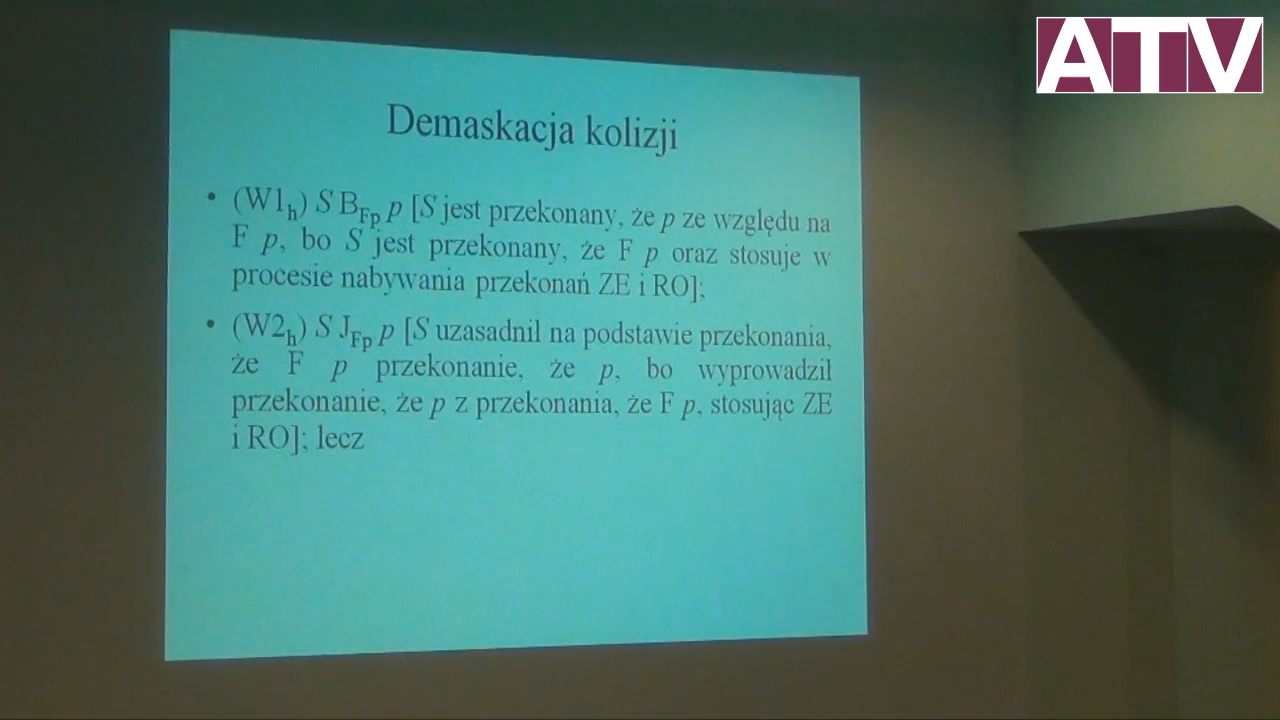 ATV
Demaskacja kolizji
• (W1h) S BFp p [S jest przekonany, że p ze względu na
F p, bo S jest przekonany, że F p oraz stosuje w
procesie nabywania przekonań ZE i RO];
• (W2h) S JFp p [S uzasadnił na podstawie przekonania,
że F p przekonanie, że p, bo wyprowadził
przekonanie, że p z przekonania, że F p, stosując ZE
i RO]; lecz